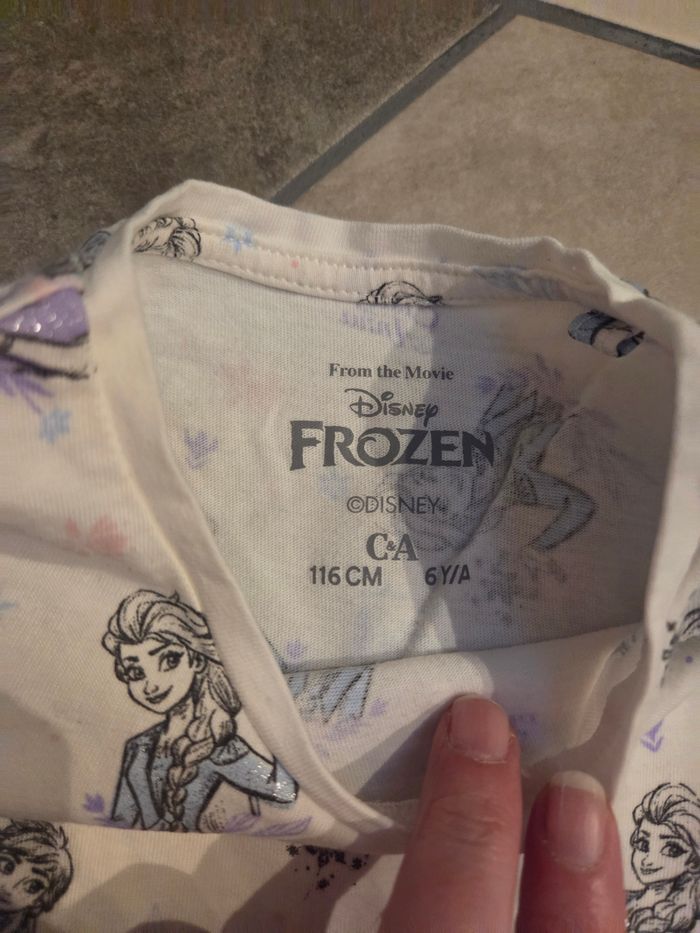 From the Movie
Disney
FROZEN
©DISNEY
C&A
116 CM 6Y/A